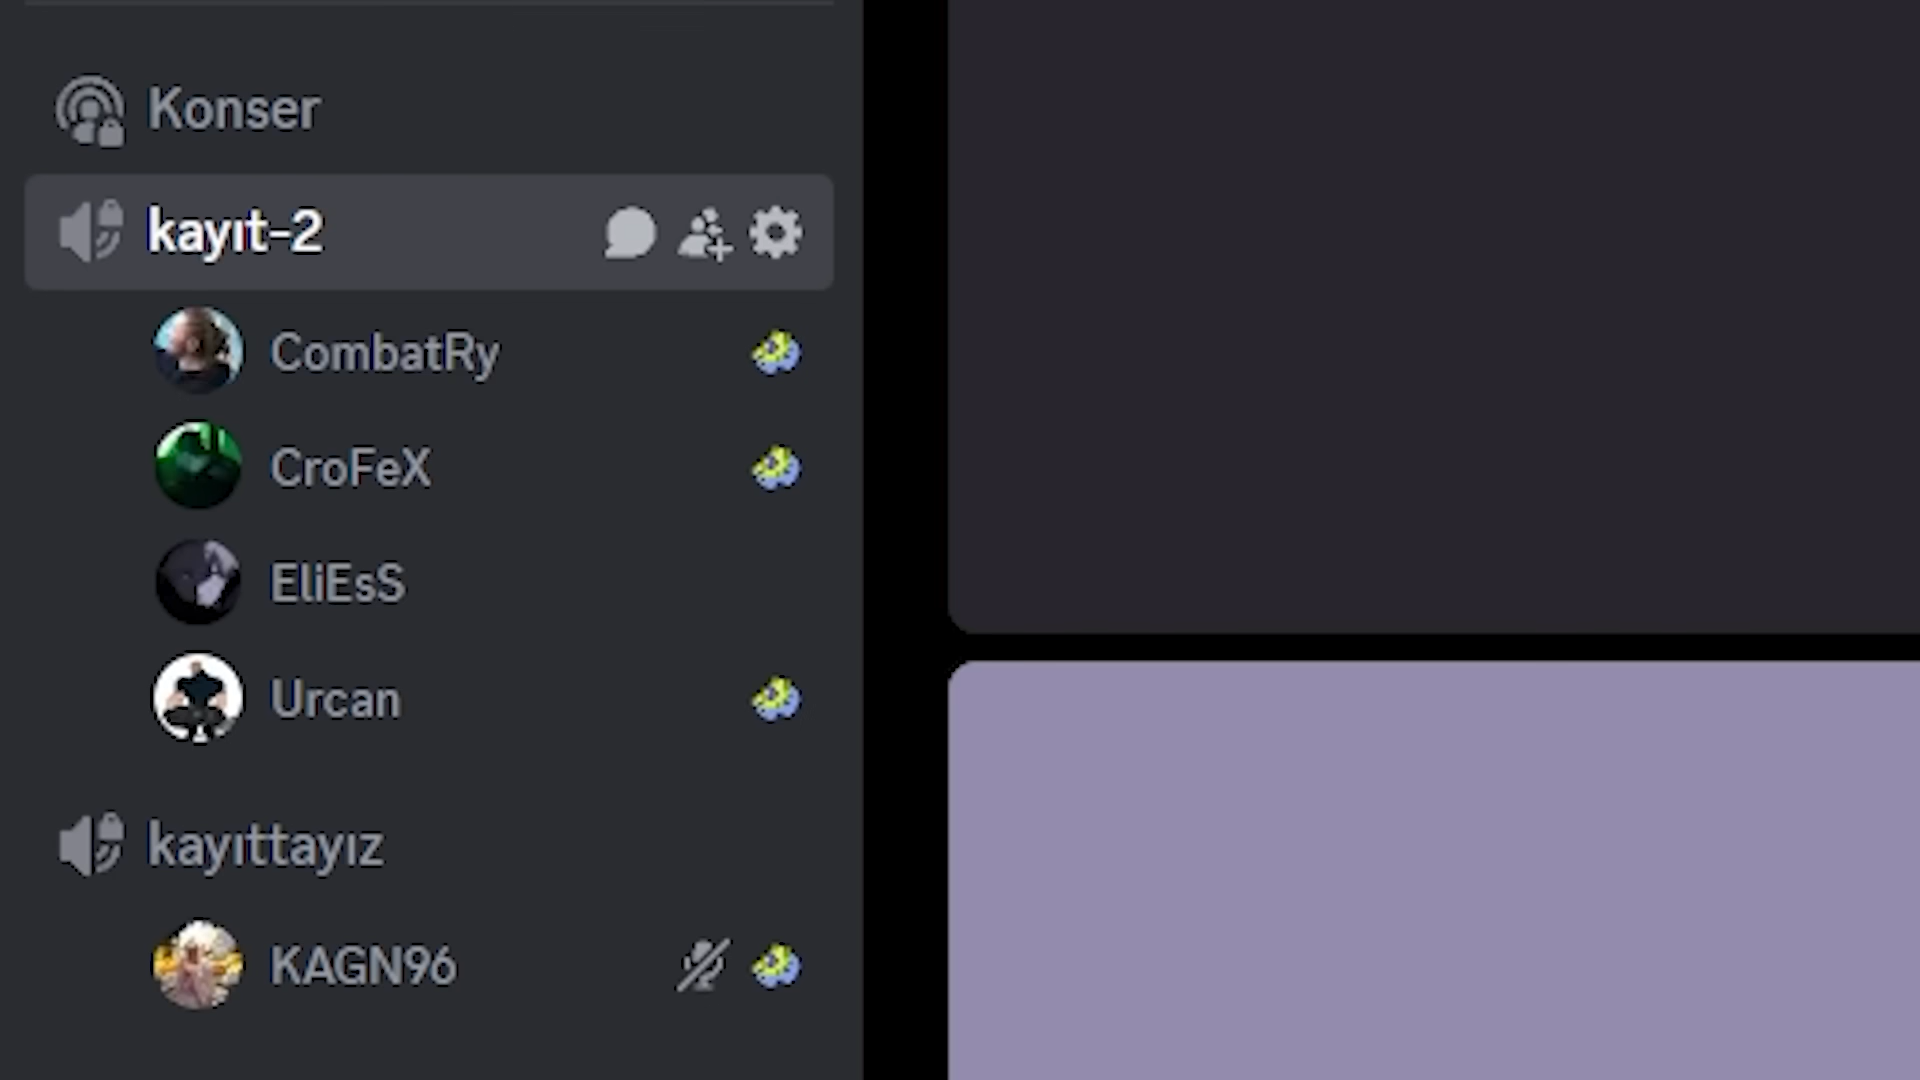 Konser
kayıt-2
CombatRy
CroFeX
EliEsS
Urcan
kayıttayız
KAGN96